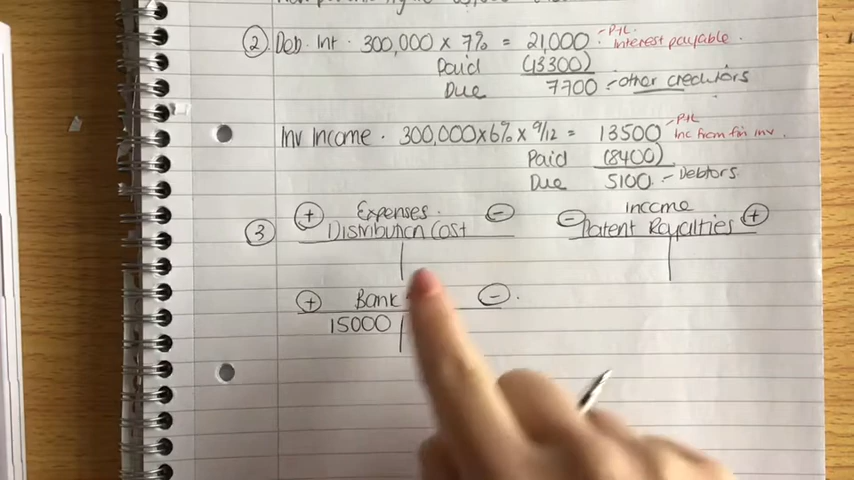 ② Deb. Int. 300,000 x 7% = 21,000 - P+L
Interest payable.
Paid (13300)
Due 7700 - other creditors
Inv Income. 300,000 x 6% x 9/12 = 13500 - P+L
Inc from fin inv.
Paid (8400)
Due 5100 - Debtors
③ + Expenses. -
Distribution Cost
- Income +
Patent Royalties
+ Bank -
15000